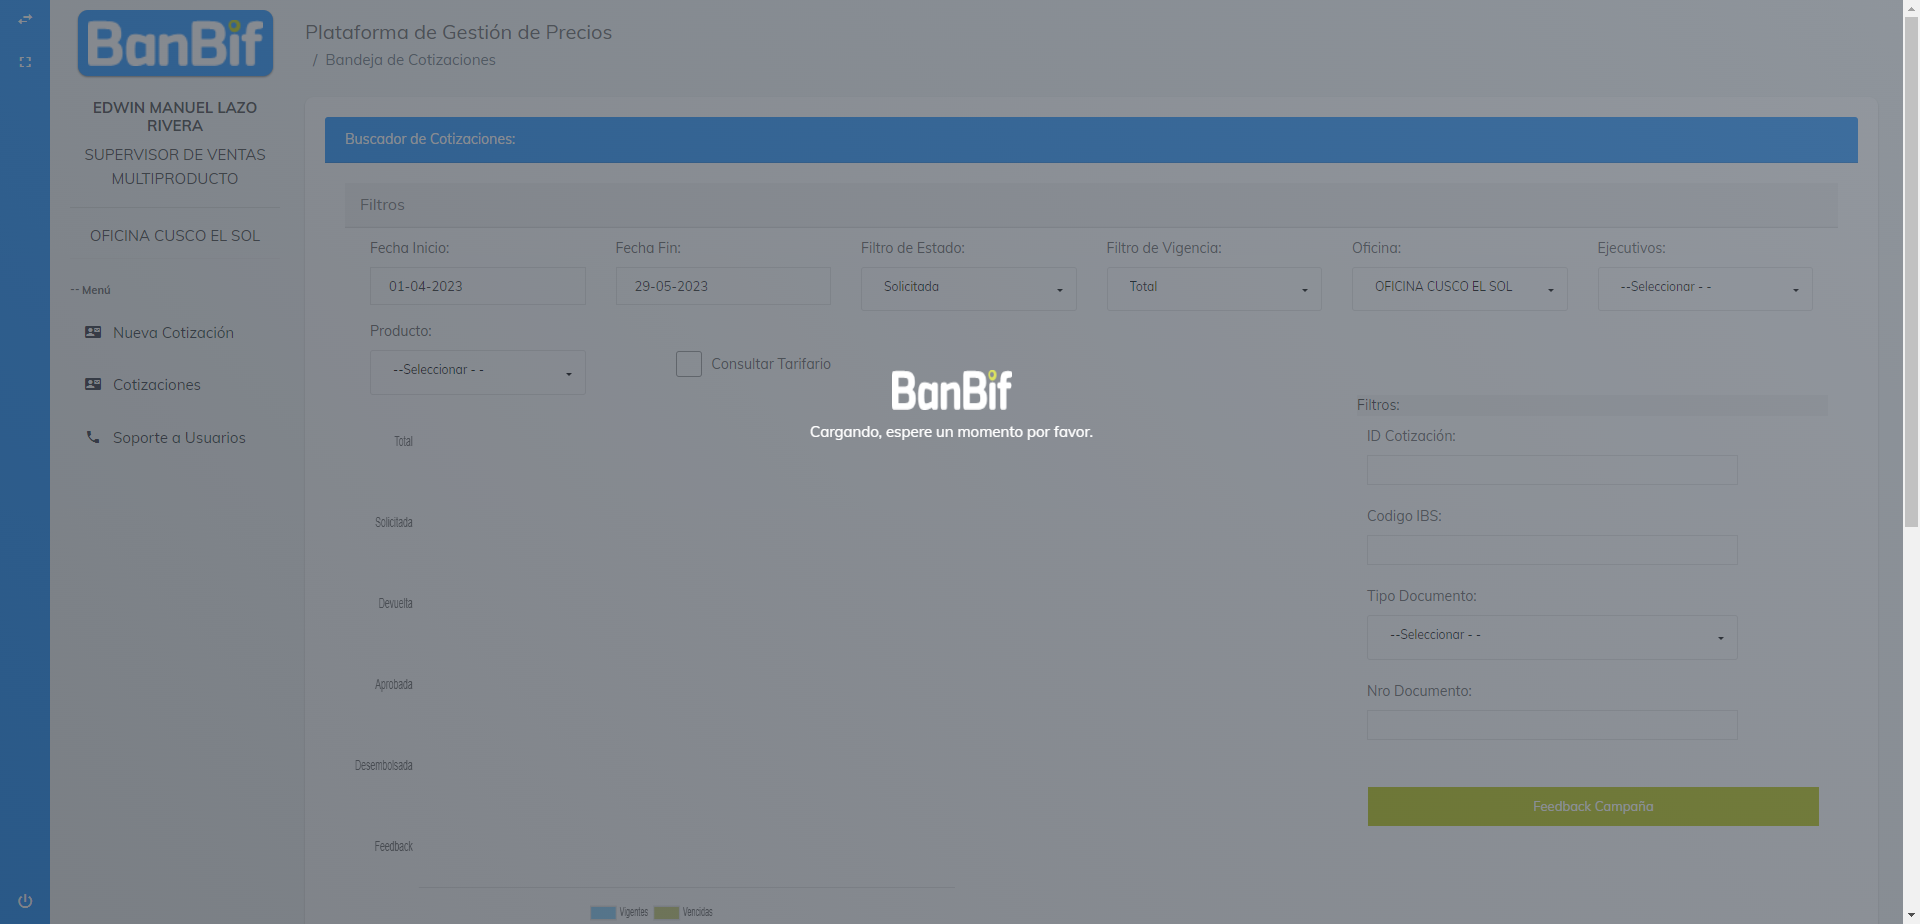 BanBif
EDWIN MANUEL LAZO
RIVERA
SUPERVISOR DE VENTAS
MULTIPRODUCTO
OFICINA CUSCO EL SOL
-- Menú
Nueva Cotización
Cotizaciones
Soporte a Usuarios
Plataforma de Gestión de Precios
/ Bandeja de Cotizaciones
Buscador de Cotizaciones:
Filtros
Fecha Inicio: Fecha Fin: Filtro de Estado: Filtro de Vigencia: Oficina: Ejecutivos:
01-04-2023 29-05-2023 Solicitada Total OFICINA CUSCO EL SOL --Seleccionar - -
Producto:
--Seleccionar - - Consultar Tarifario
BanBif
Cargando, espere un momento por favor.
Total
Solicitada
Devuelta
Aprobada
Desembolsada
Feedback
Vigentes Vencidas
Filtros:
ID Cotización:
Codigo IBS:
Tipo Documento:
--Seleccionar - -
Nro Documento:
Feedback Campaña